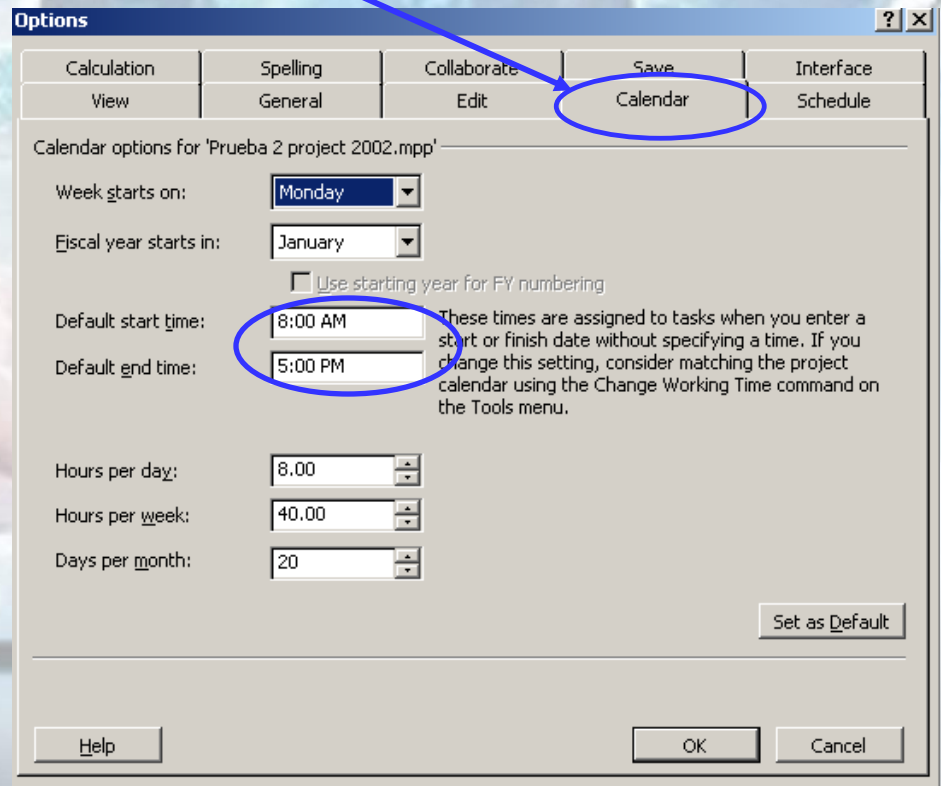 Options
Calculation Spelling Collaborate Save Interface
View General Edit Calendar Schedule
Calendar options for 'Prueba 2 project 2002.mpp'
Week starts on: Monday
Fiscal year starts in: January
Use starting year for FY numbering
Default start time: 8:00 AM
Default end time: 5:00 PM
These times are assigned to tasks when you enter a
start or finish date without specifying a time. If you
change this setting, consider matching the project
calendar using the Change Working Time command on
the Tools menu.
Hours per day: 8.00
Hours per week: 40.00
Days per month: 20
Set as Default
Help OK Cancel